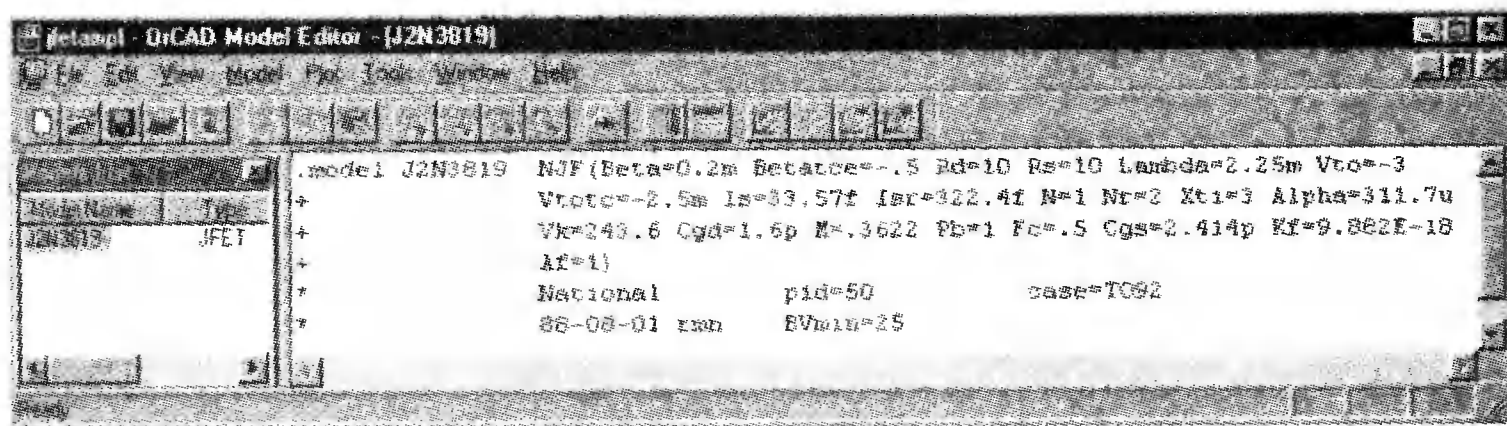 OrCAD Model Editor - [J2N3819]
Edit View Model Plot Tools Window Help
.model J2N3819 NJF(Beta=0.2m Betatce=-.5 Rd=10 Rs=10 Lambda=2.25m Vto=-3
Model Name Type
+ Vtotc=-2.5m Is=33.57f Isr=322.4f N=1 Nr=2 Xti=3 Alpha=311.7u
J2N3819 JFET
+ Vk=243.6 Cgd=1.6p M=.3622 Pb=1 Fc=.5 Cgs=2.414p Kf=9.882E-18
+ Af=1)
* National pid=50 case=TO92
* 88-08-01 rmn BVmin=25
Ready